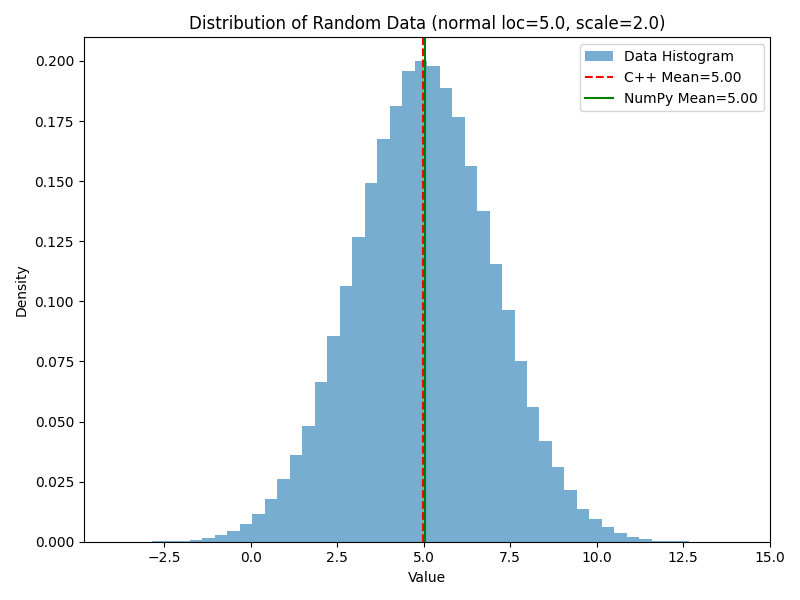 Distribution of Random Data (normal loc=5.0, scale=2.0)
Data Histogram
C++ Mean=5.00
NumPy Mean=5.00
Density
0.200
0.175
0.150
0.125
0.100
0.075
0.050
0.025
0.000
−2.5
0.0
2.5
5.0
7.5
10.0
12.5
15.0
Value